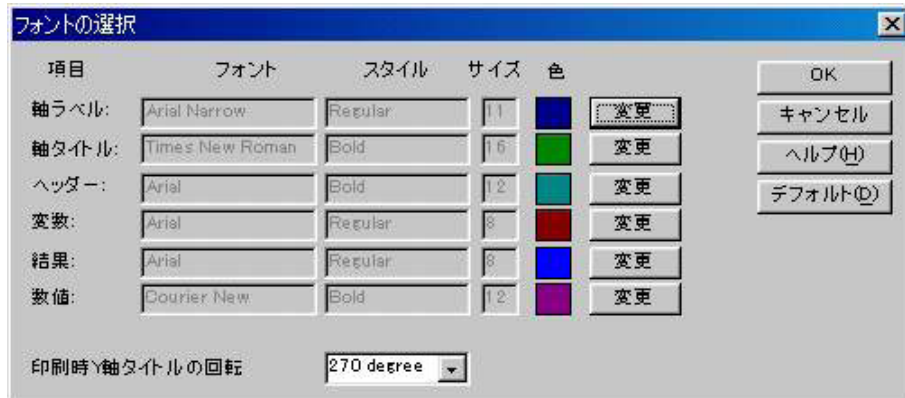 フォントの選択
項目 フォント スタイル サイズ 色 OK
軸ラベル: Arial Narrow Regular 11 変更 キャンセル
軸タイトル: Times New Roman Bold 16 変更 ヘルプ(H)
ヘッダー: Arial Bold 12 変更 デフォルト(D)
変数: Arial Regular 8 変更
結果: Arial Regular 8 変更
数値: Courier New Bold 12 変更
印刷時Y軸タイトルの回転 270 degree